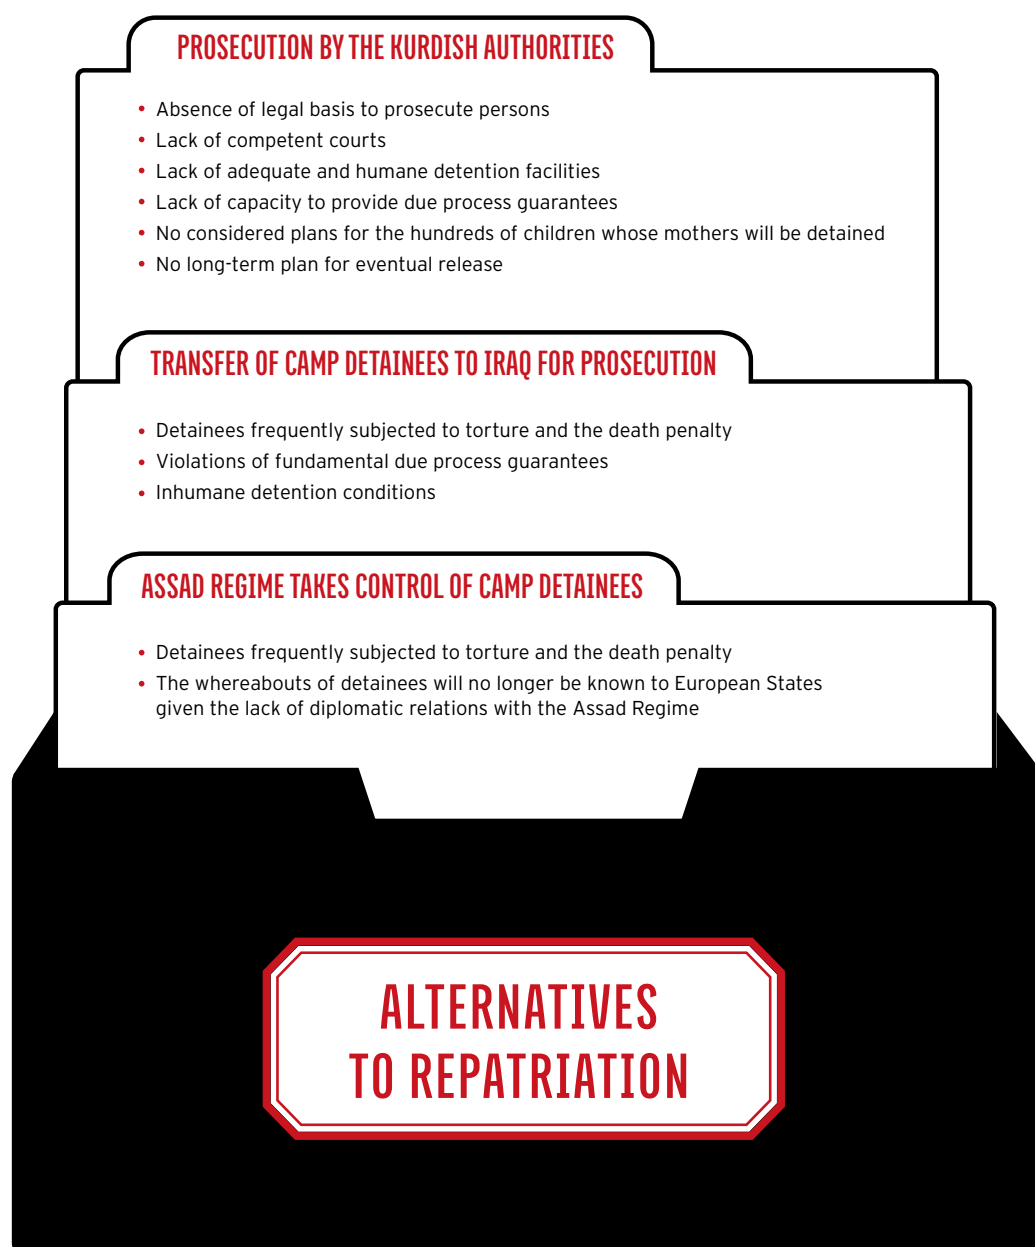 PROSECUTION BY THE KURDISH AUTHORITIES
• Absence of legal basis to prosecute persons
• Lack of competent courts
• Lack of adequate and humane detention facilities
• Lack of capacity to provide due process guarantees
• No considered plans for the hundreds of children whose mothers will be detained
• No long-term plan for eventual release
TRANSFER OF CAMP DETAINEES TO IRAQ FOR PROSECUTION
• Detainees frequently subjected to torture and the death penalty
• Violations of fundamental due process guarantees
• Inhumane detention conditions
ASSAD REGIME TAKES CONTROL OF CAMP DETAINEES
• Detainees frequently subjected to torture and the death penalty
• The whereabouts of detainees will no longer be known to European States
given the lack of diplomatic relations with the Assad Regime
ALTERNATIVES
TO REPATRIATION